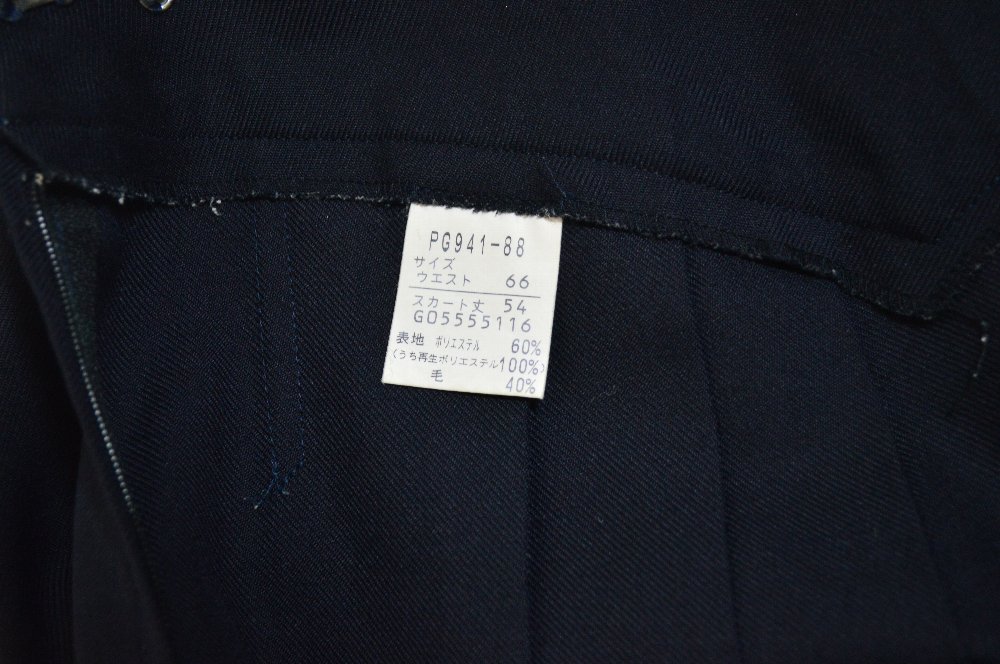 PG941-88
サイズ
ウエスト 66
スカート丈 54
G05555116
表地 ポリエステル 60%
(うち再生ポリエステル100%)
毛 40%